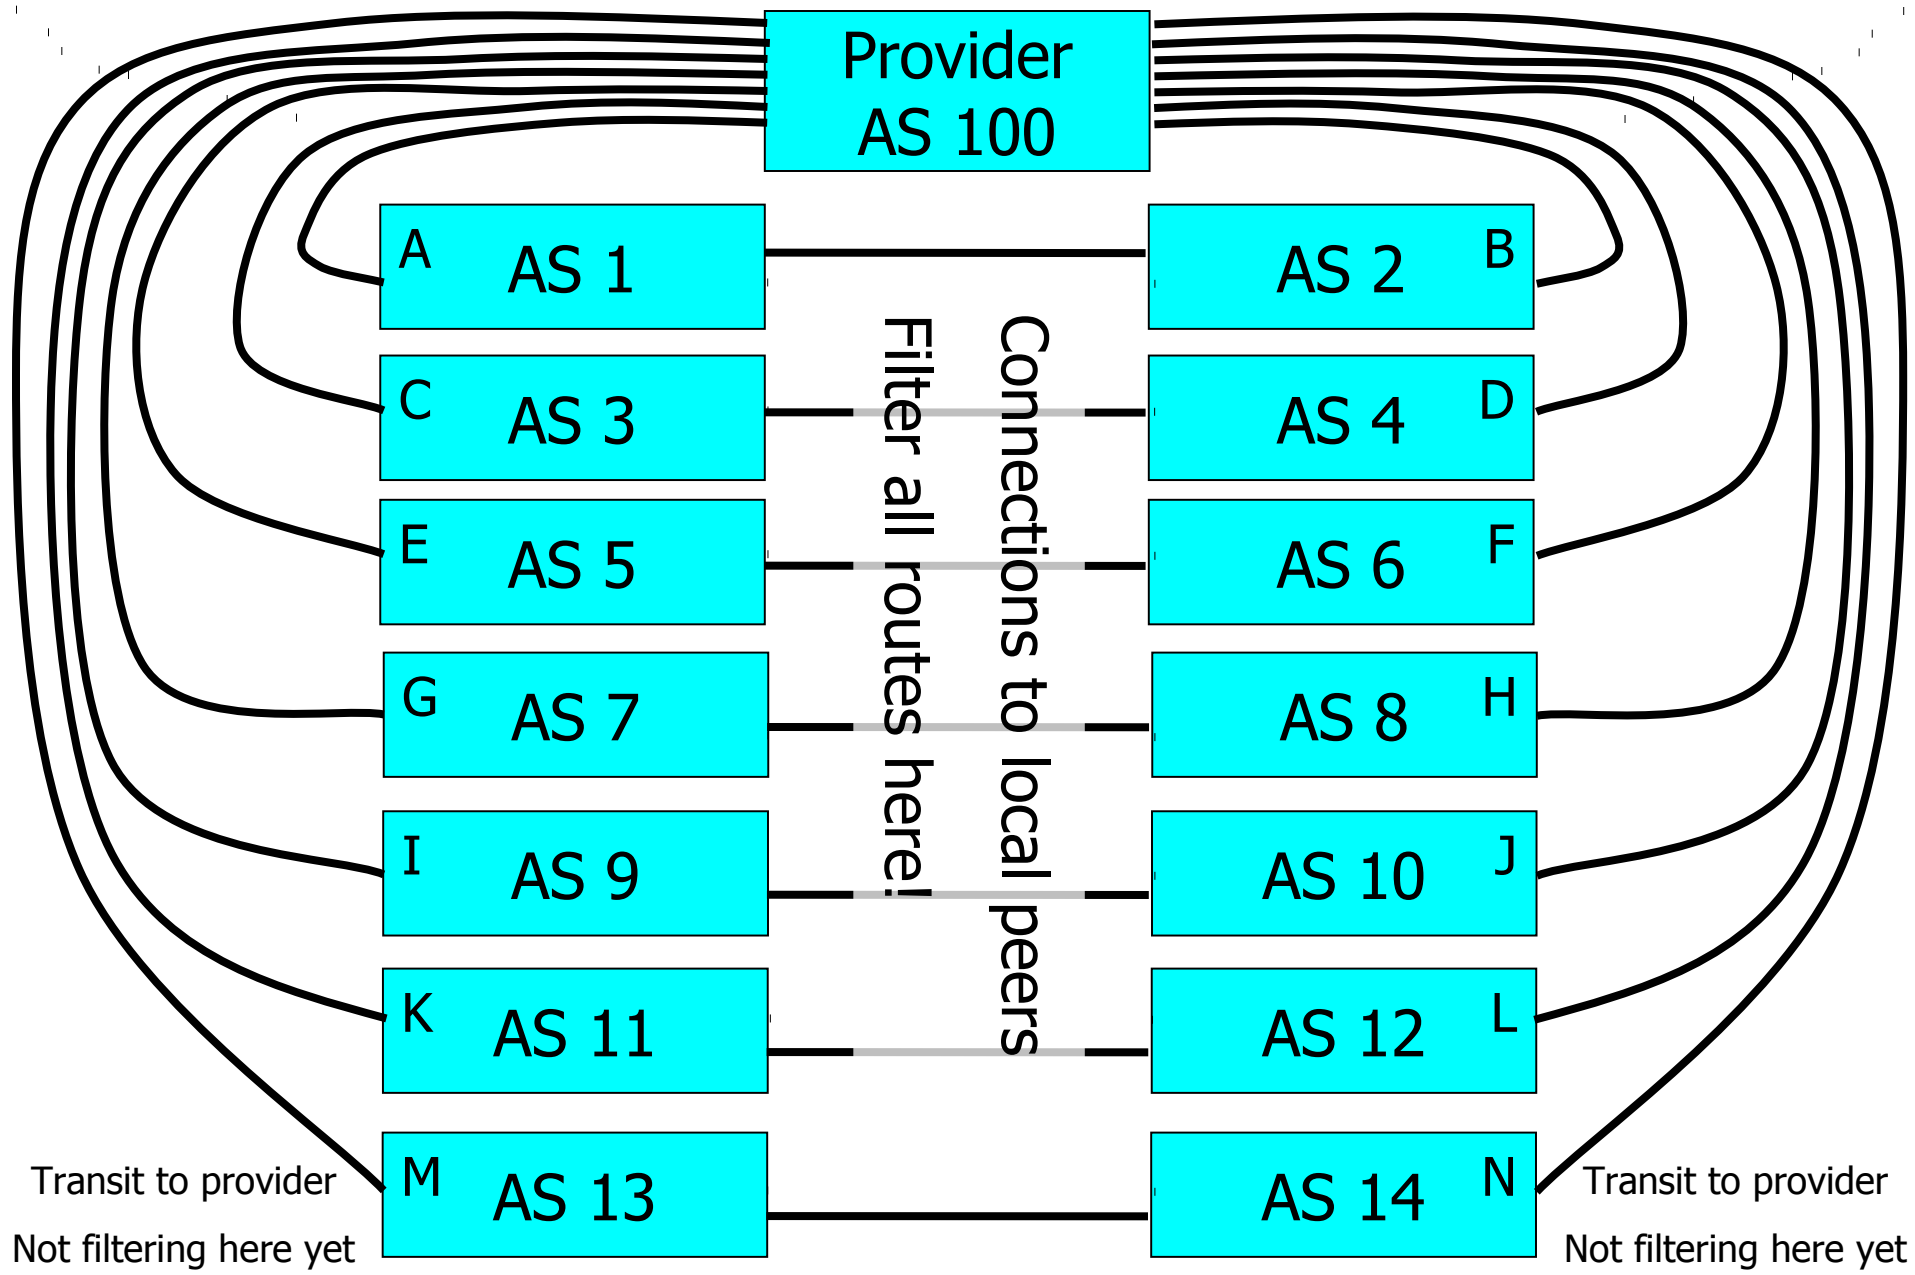 Provider
AS 100
A
AS 1
AS 2
B
C
AS 3
AS 4
D
E
AS 5
AS 6
F
G
AS 7
AS 8
H
I
AS 9
AS 10
J
K
AS 11
AS 12
L
M
AS 13
AS 14
N
Connections to local peers
Filter all routes here!
Transit to provider
Not filtering here yet
Transit to provider
Not filtering here yet